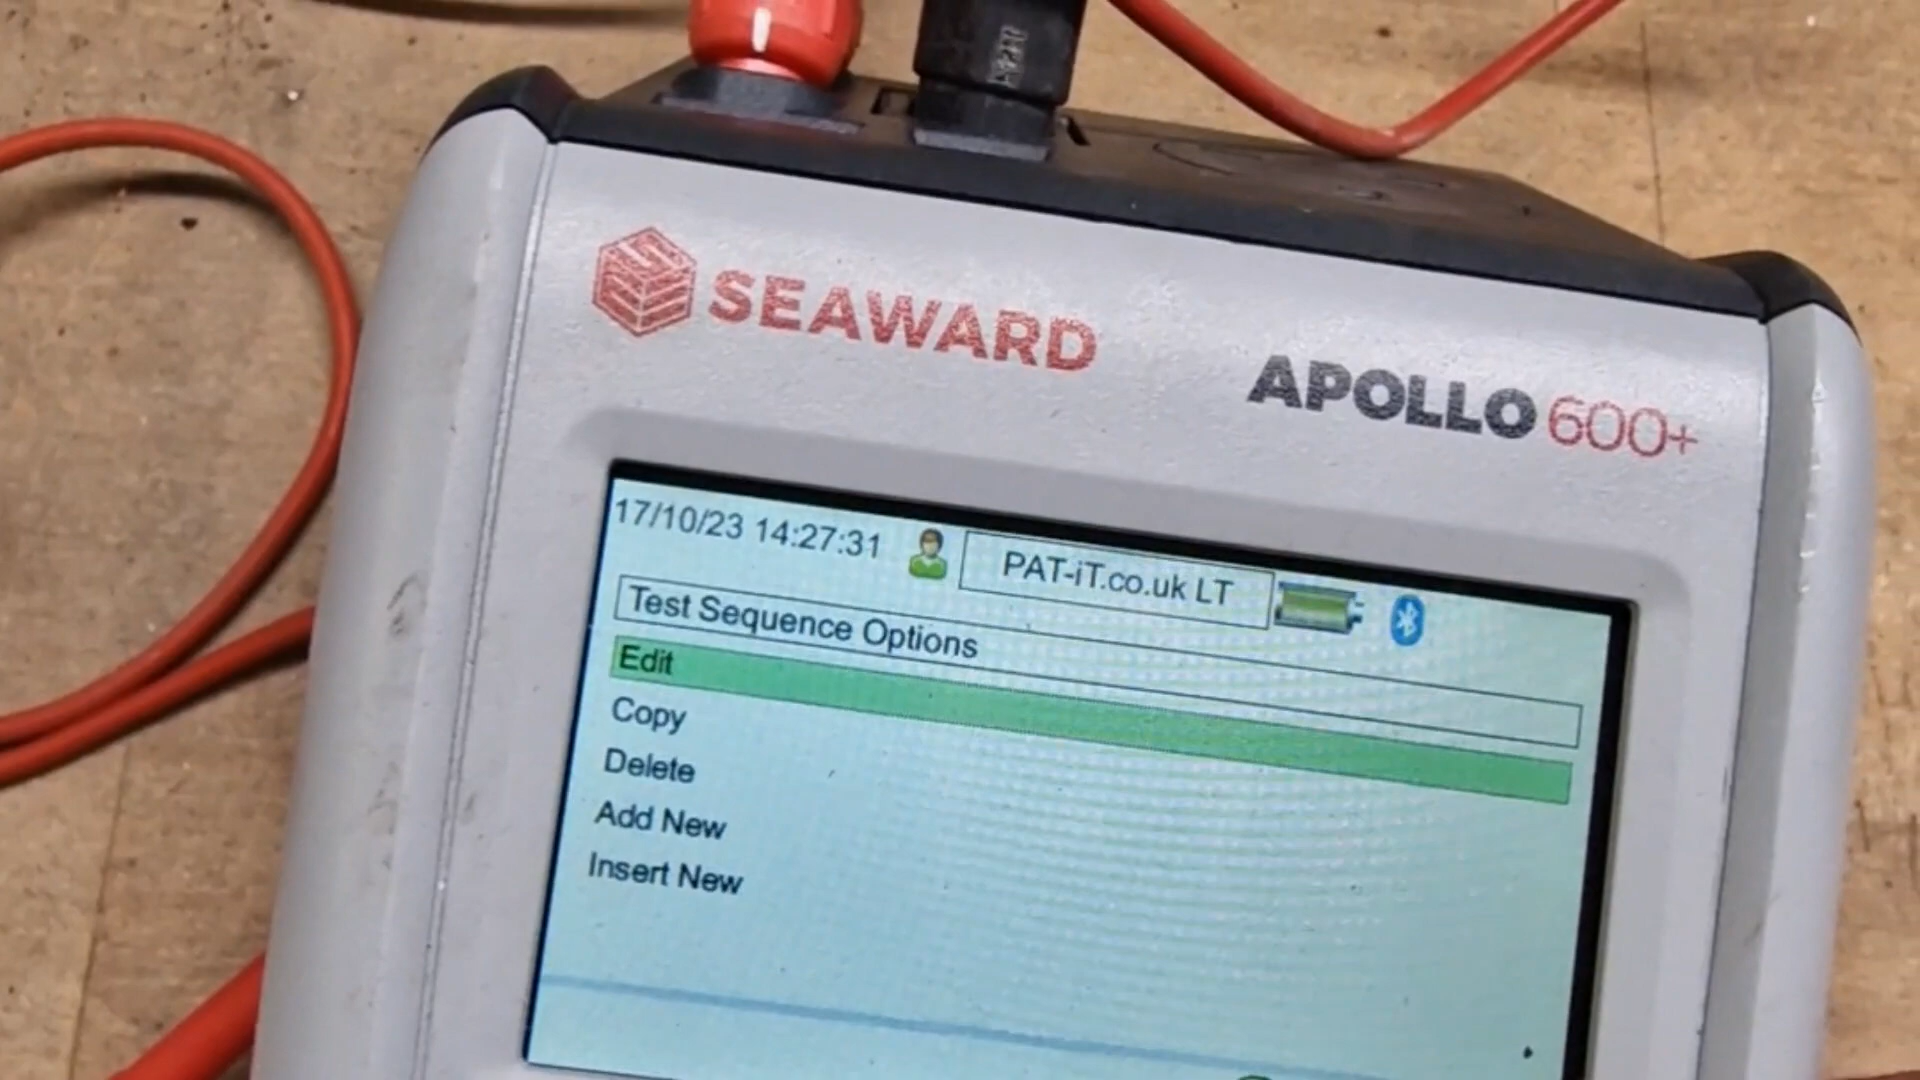 SEAWARD
APOLLO 600+
17/10/23 14:27:31
PAT-iT.co.uk LT
Test Sequence Options
Edit
Copy
Delete
Add New
Insert New